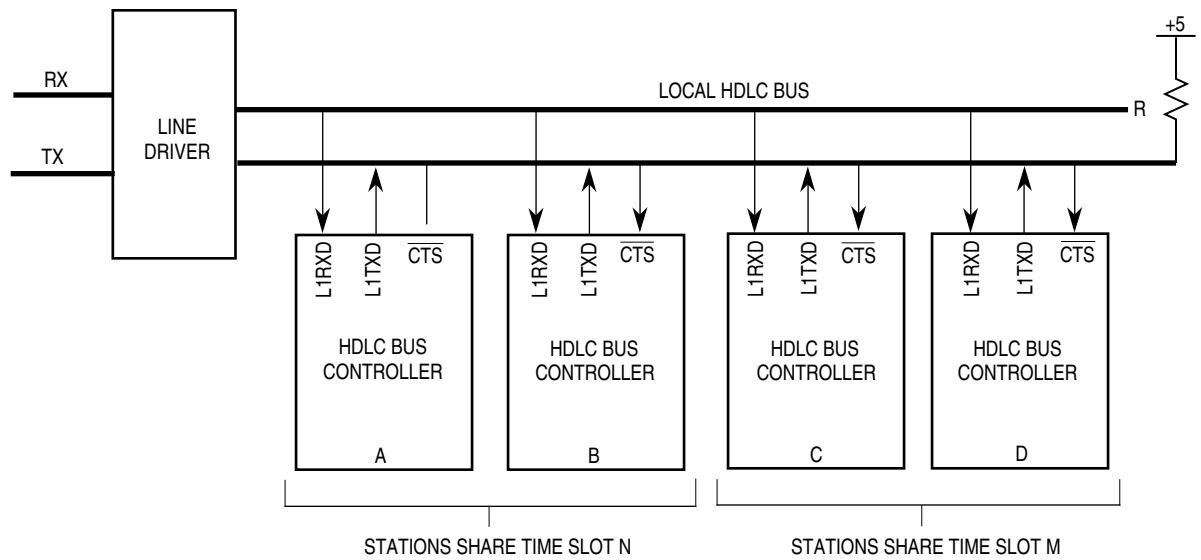 +5
RX
LOCAL HDLC BUS
R
LINE
DRIVER
TX
L1RXD
L1TXD
CTS
L1RXD
L1TXD
CTS
L1RXD
L1TXD
CTS
L1RXD
L1TXD
CTS
HDLC BUS
CONTROLLER
A
HDLC BUS
CONTROLLER
B
HDLC BUS
CONTROLLER
C
HDLC BUS
CONTROLLER
D
STATIONS SHARE TIME SLOT N
STATIONS SHARE TIME SLOT M